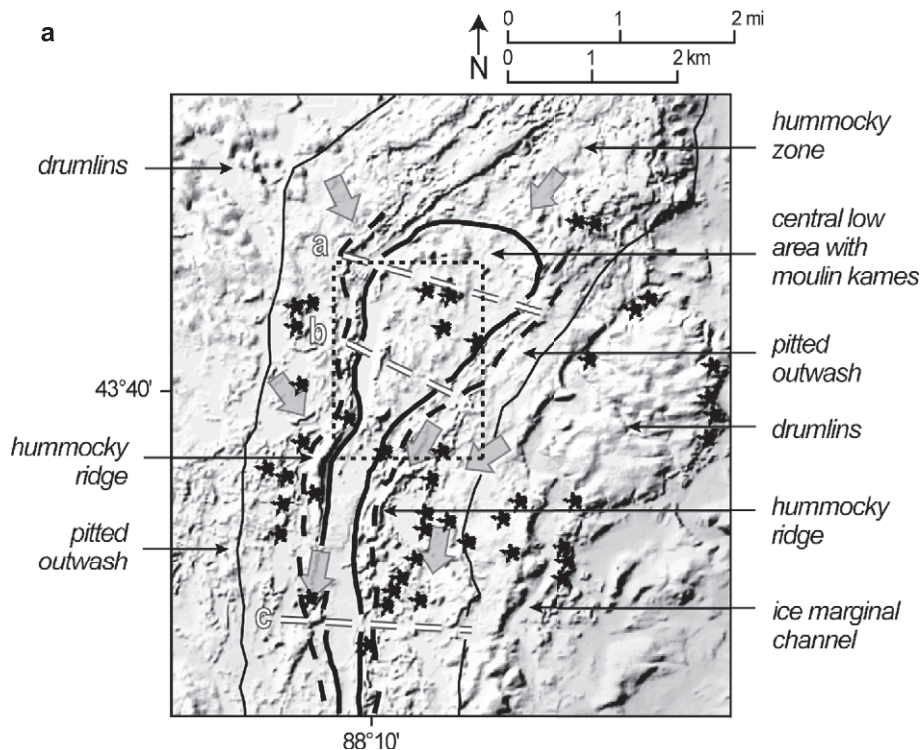 a
0 1 2 mi
0 1 2 km
N
drumlins
hummocky
zone
central low
area with
moulin kames
a
b
pitted
outwash
43°40'
drumlins
hummocky
ridge
hummocky
ridge
pitted
outwash
ice marginal
channel
c
88°10'